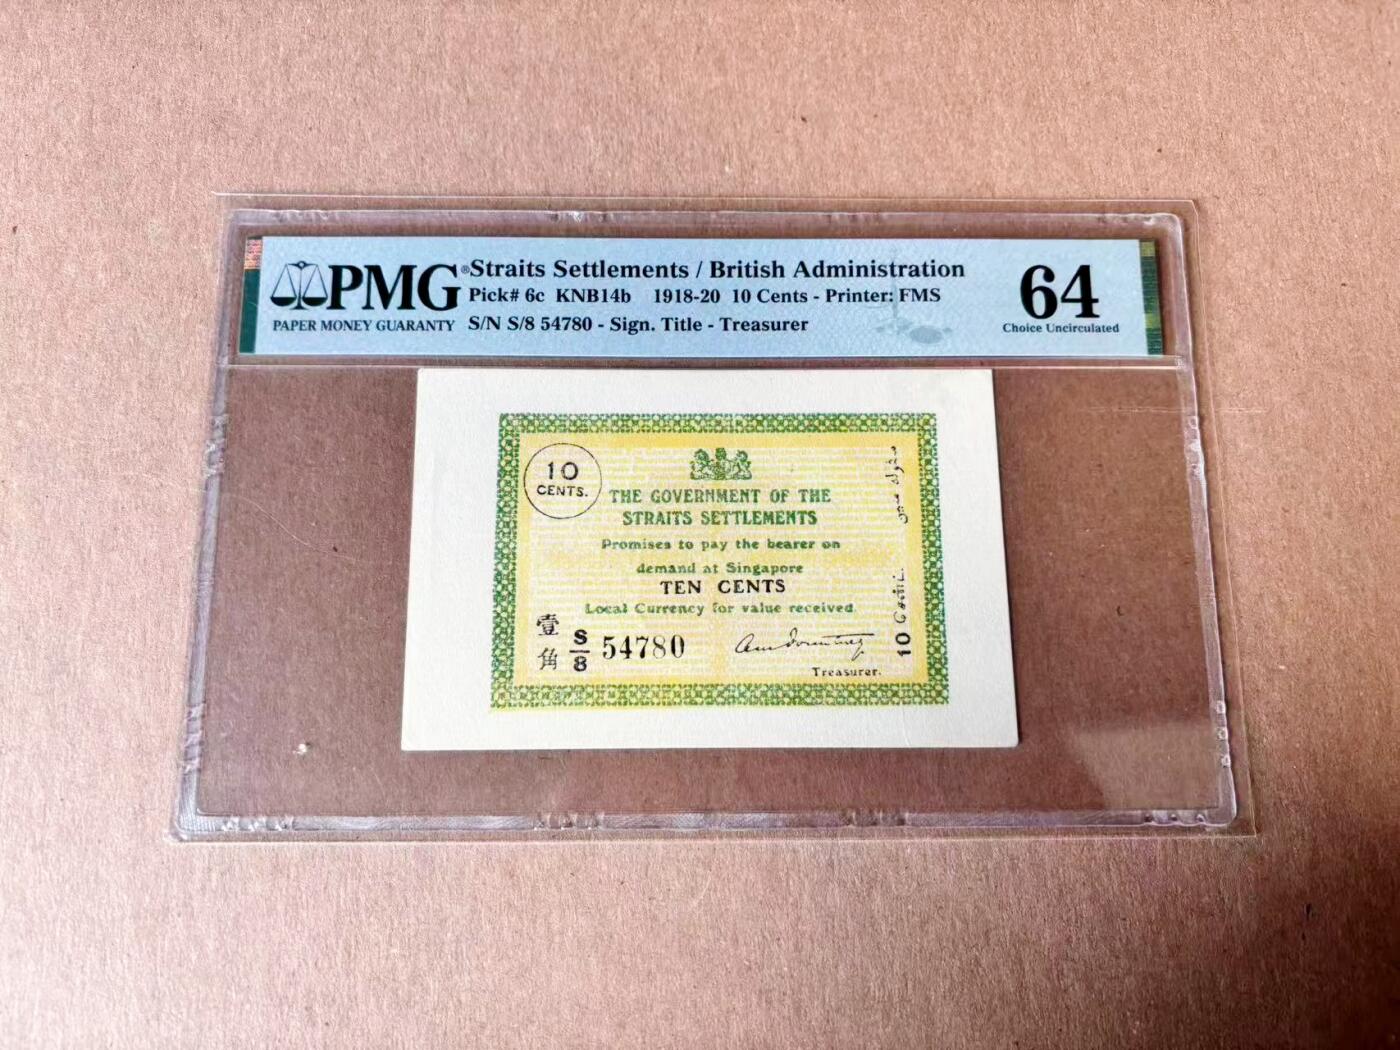 PMG®
PAPER MONEY GUARANTY
Straits Settlements / British Administration
Pick# 6c KNB14b 1918-20 10 Cents - Printer: FMS
S/N S/8 54780 - Sign. Title - Treasurer
64
Choice Uncirculated
10
CENTS.
THE GOVERNMENT OF THE
STRAITS SETTLEMENTS
Promises to pay the bearer on
demand at Singapore
TEN CENTS
Local Currency for value received.
壹
角
S/8 54780
Treasurer.
10